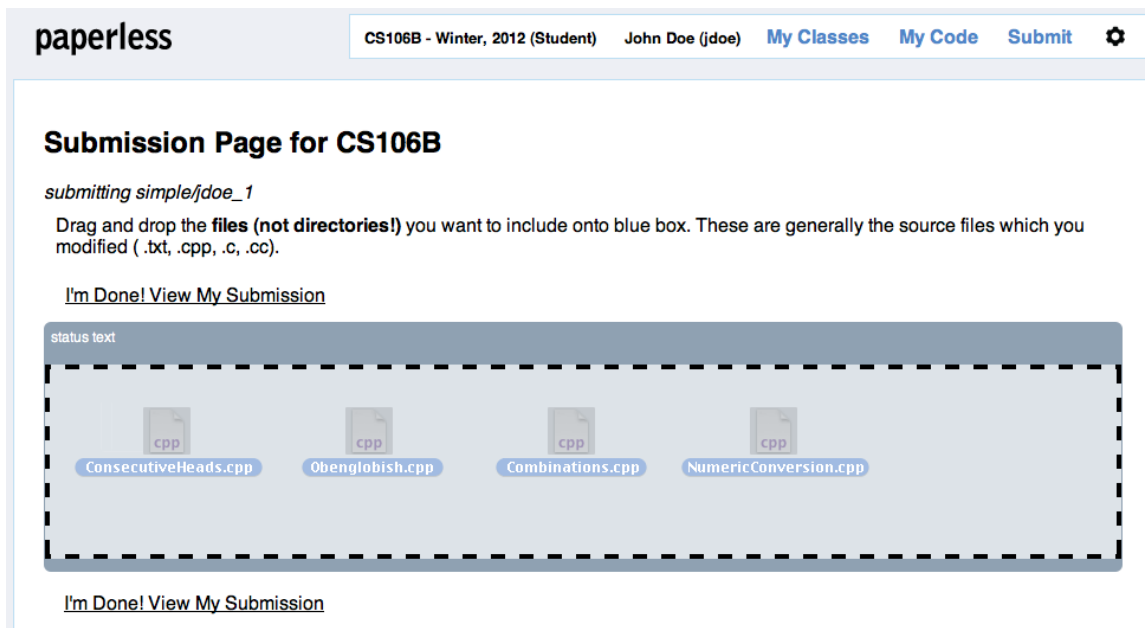 paperless
CS106B - Winter, 2012 (Student) John Doe (jdoe) My Classes My Code Submit
Submission Page for CS106B
submitting simple/jdoe_1
Drag and drop the files (not directories!) you want to include onto blue box. These are generally the source files which you
modified ( .txt, .cpp, .c, .cc).
I'm Done! View My Submission
status text
cpp cpp cpp cpp
ConsecutiveHeads.cpp Obenglobish.cpp Combinations.cpp NumericConversion.cpp
I'm Done! View My Submission